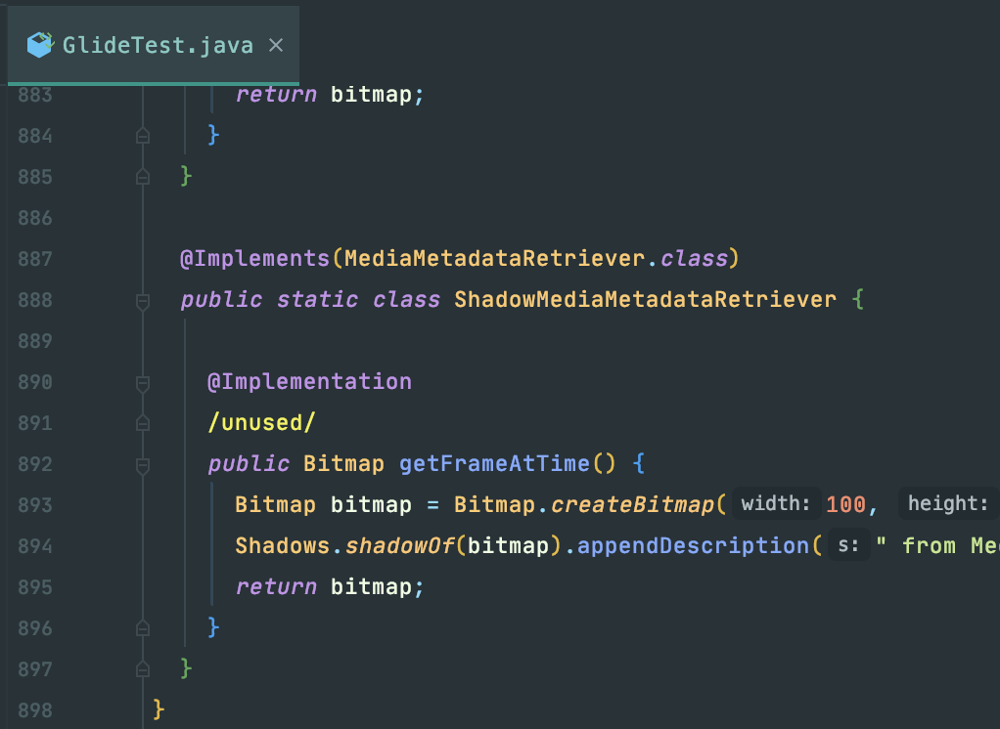 GlideTest.java
883 return bitmap;
884 }
885 }
886
887 @Implements(MediaMetadataRetriever.class)
888 public static class ShadowMediaMetadataRetriever {
889
890 @Implementation
891 /unused/
892 public Bitmap getFrameAtTime() {
893 Bitmap bitmap = Bitmap.createBitmap( width: 100, height:
894 Shadows.shadowOf(bitmap).appendDescription( s: " from
895 return bitmap;
896 }
897 }
898 }